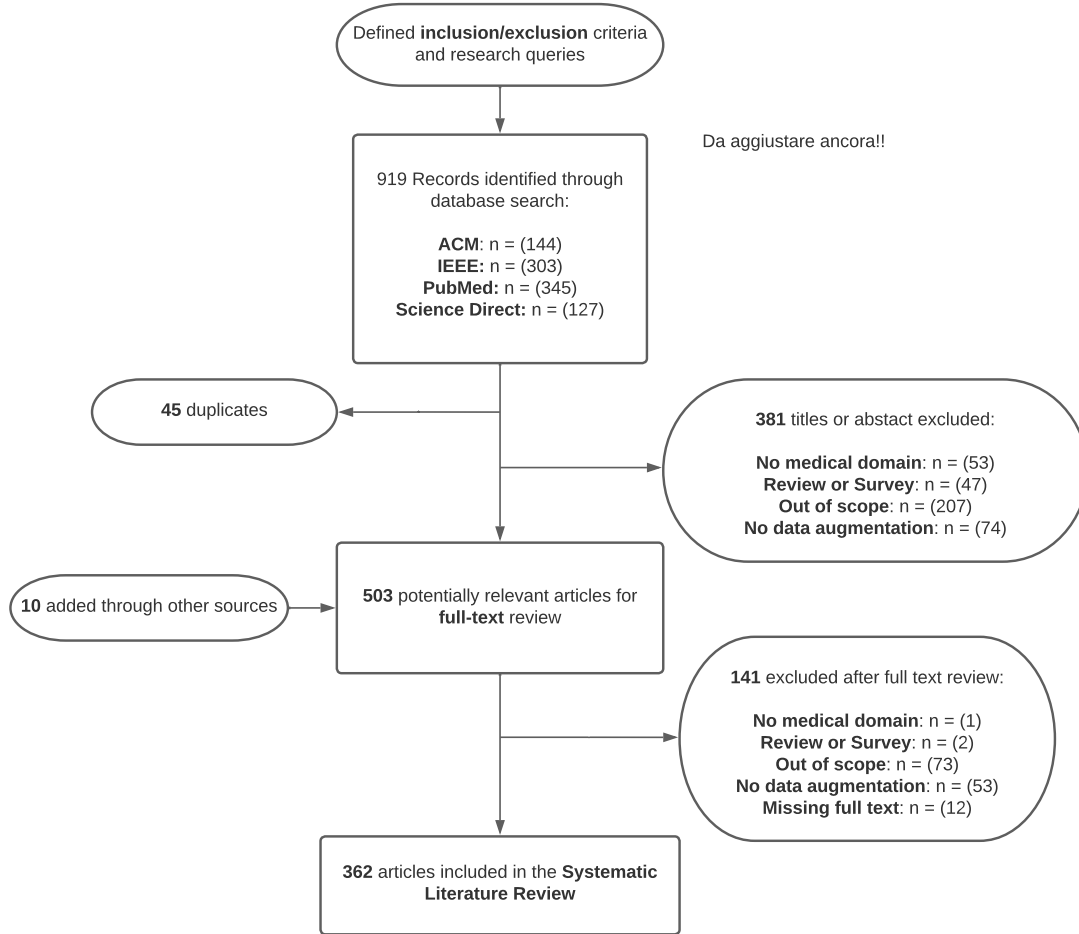 Defined inclusion/exclusion criteria
and research queries
Da aggiustare ancora!!
919 Records identified through
database search:
ACM: n = (144)
IEEE: n = (303)
PubMed: n = (345)
Science Direct: n = (127)
45 duplicates
381 titles or abstact excluded:
No medical domain: n = (53)
Review or Survey: n = (47)
Out of scope: n = (207)
No data augmentation: n = (74)
10 added through other sources
503 potentially relevant articles for
full-text review
141 excluded after full text review:
No medical domain: n = (1)
Review or Survey: n = (2)
Out of scope: n = (73)
No data augmentation: n = (53)
Missing full text: n = (12)
362 articles included in the Systematic
Literature Review